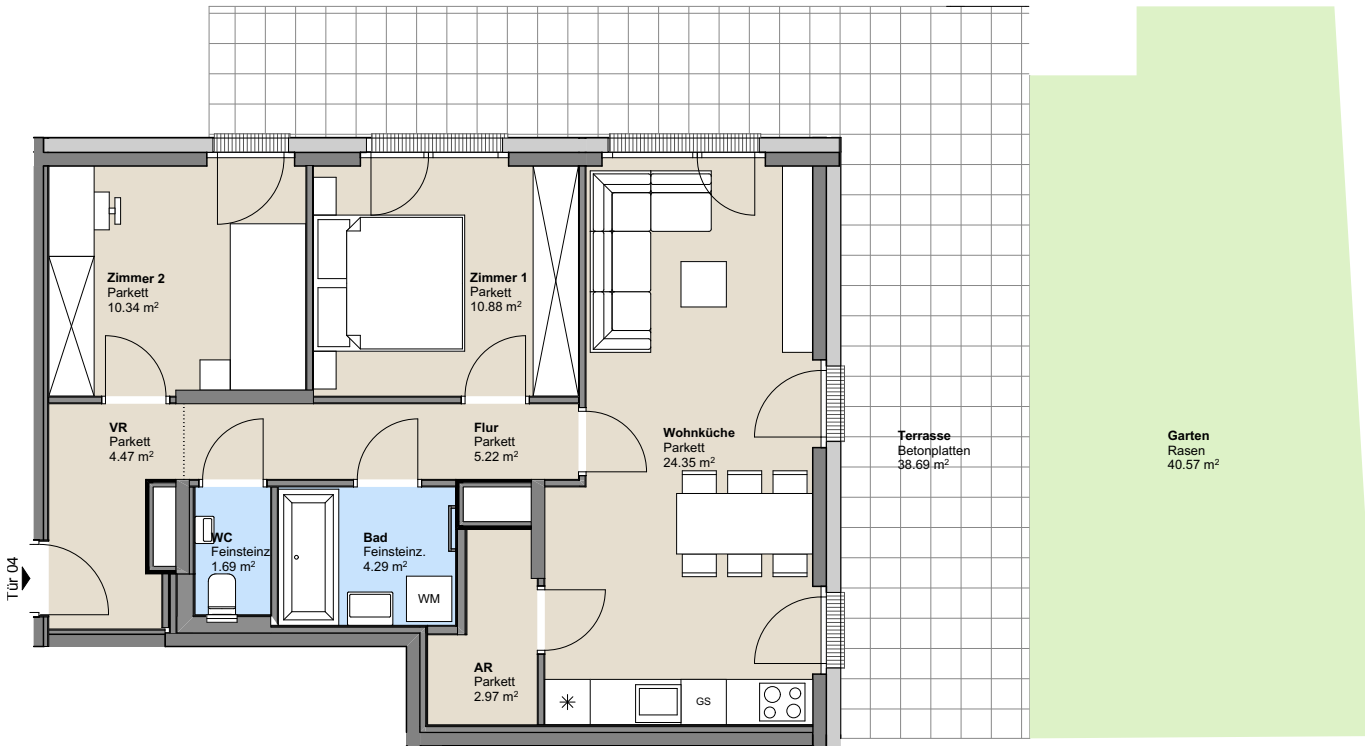 Zimmer 2
Parkett
10.34 m²
Zimmer 1
Parkett
10.88 m²
VR
Parkett
4.47 m²
Flur
Parkett
5.22 m²
Wohnküche
Parkett
24.35 m²
Terrasse
Betonplatten
38.69 m²
Garten
Rasen
40.57 m²
WC
Feinsteinz
1.69 m²
Bad
Feinsteinz.
4.29 m²
WM
Tür 04
AR
Parkett
2.97 m²
GS